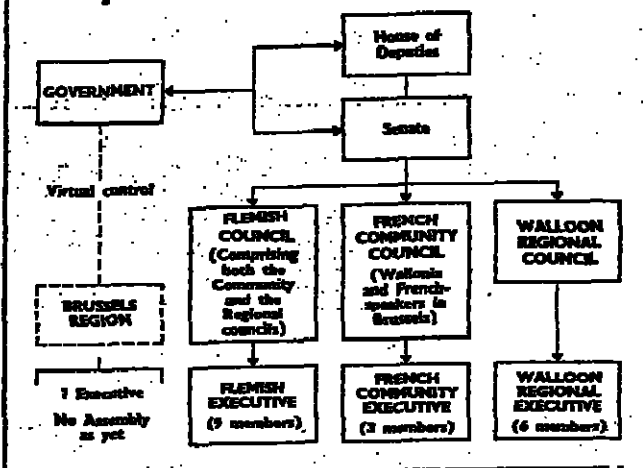 House of
Deputies
GOVERNMENT
Senate
Virtual control
FLEMISH
COUNCIL
(Comprising
both the
Community
and the
Regional
councils)
FRENCH
COMMUNITY
COUNCIL
(Wallonia
and French-
speakers in
Brussels)
WALLOON
REGIONAL
COUNCIL
BRUSSELS
REGION
1 Executive
No Assembly
as yet
FLEMISH
EXECUTIVE
(9 members)
FRENCH
COMMUNITY
EXECUTIVE
(3 members)
WALLOON
REGIONAL
EXECUTIVE
(6 members)